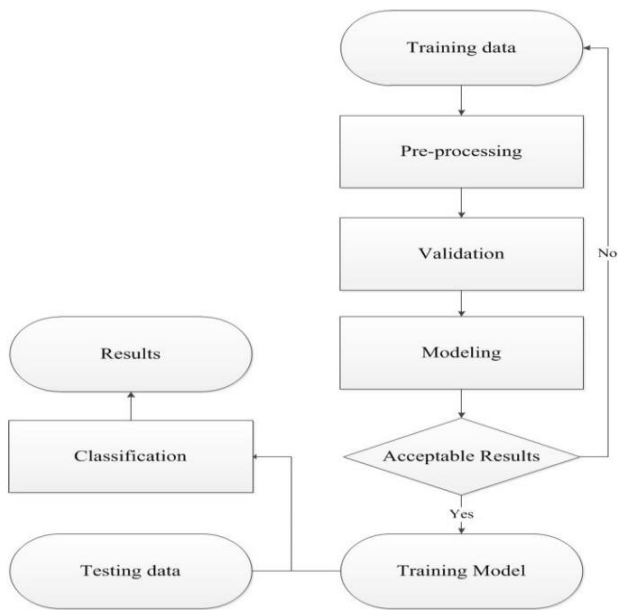 Training data
Pre-processing
Validation
No
Modeling
Results
Acceptable Results
Classification
Yes
Testing data
Training Model